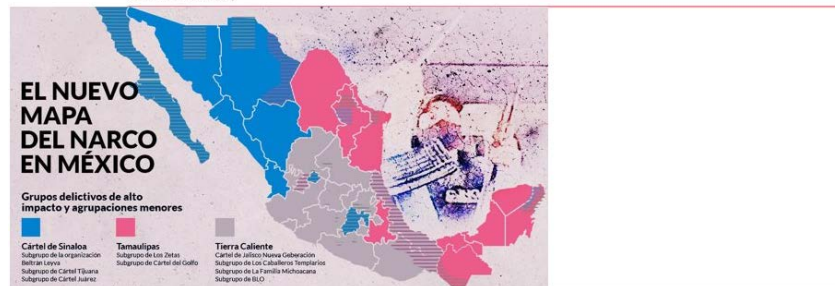 EL NUEVO
MAPA
DEL NARCO
EN MÉXICO
Grupos delictivos de alto
impacto y agrupaciones menores
Cártel de Sinaloa
Subgrupo de la organización
Beltran Leyva
Subgrupo de Cártel Tijuana
Subgrupo de Cártel Juárez
Tamaulipas
Subgrupo de Los Zetas
Subgrupo de Cártel del Golfo
Tierra Caliente
Cártel de Jalisco Nueva Geberación
Subgrupo de Los Caballeros Templarios
Subgrupo de La Familia Michoacana
Subgrupo de BLO